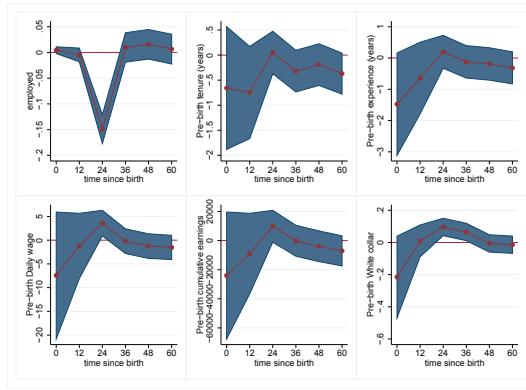 employed
.05
0
-.05
-.1
-.15
-.2
0 12 24 36 48 60
time since birth
Pre-birth tenure (years)
.5
0
-.5
-1
-1.5
-2
0 12 24 36 48 60
time since birth
Pre-birth experience (years)
1
0
-1
-2
-3
0 12 24 36 48 60
time since birth
Pre-birth Daily wage
5
0
-5
-10
-15
-20
0 12 24 36 48 60
time since birth
Pre-birth cumulative earnings
20000
0
-20000
-40000
-60000
0 12 24 36 48 60
time since birth
Pre-birth White collar
.2
0
-.2
-.4
-.6
0 12 24 36 48 60
time since birth